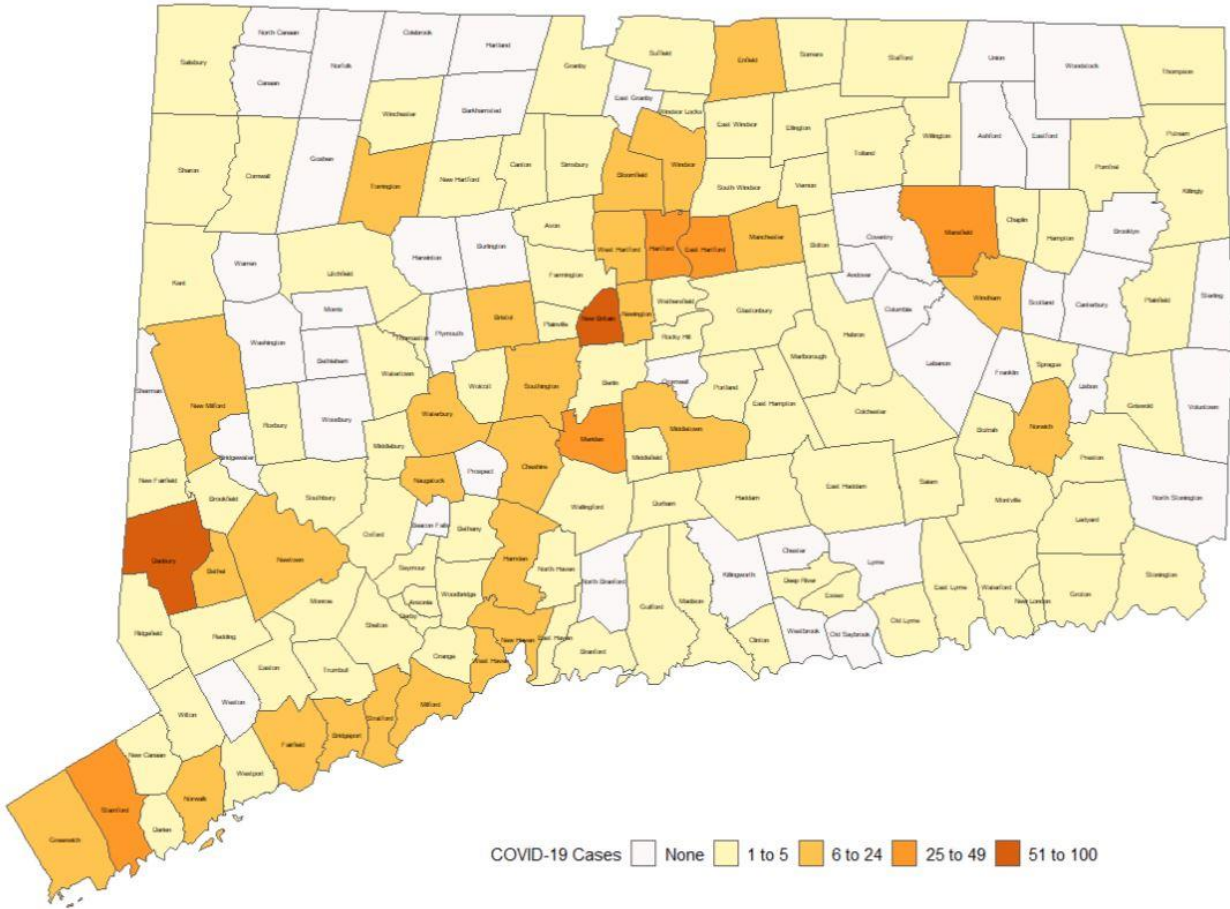 North Canaan
Colebrook
Hartland
Salisbury
Canaan
Norfolk
Granby
Suffield
Enfield
Somers
Stafford
Union
Woodstock
Thompson
East Granby
Windsor Locks
Winchester
Barkhamsted
East Windsor
Ellington
Willington
Ashford
Eastford
Putnam
Pomfret
Sharon
Cornwall
Goshen
Torrington
New Hartford
Canton
Simsbury
Bloomfield
Windsor
South Windsor
Vernon
Tolland
Killingly
Mansfield
Chaplin
Hampton
Brooklyn
Kent
Warren
Litchfield
Harwinton
Burlington
Avon
Farmington
West Hartford
Hartford
East Hartford
Manchester
Bolton
Coventry
Andover
Columbia
Windham
Scotland
Canterbury
Plainfield
Sterling
Washington
Morris
Bethlehem
Thomaston
Plymouth
Bristol
Plainville
New Britain
Newington
Wethersfield
Rocky Hill
Glastonbury
Hebron
Marlborough
Lebanon
Franklin
Sprague
Lisbon
Griswold
Voluntown
Sherman
New Milford
Roxbury
Woodbury
Watertown
Wolcott
Southington
Berlin
Cromwell
Portland
East Hampton
Colchester
Bozrah
Norwich
Preston
Bridgewater
Middlebury
Waterbury
Cheshire
Meriden
Middletown
Middlefield
New Fairfield
Brookfield
Southbury
Naugatuck
Prospect
Wallingford
Durham
Haddam
East Haddam
Salem
Montville
Ledyard
North Stonington
Danbury
Bethel
Newtown
Oxford
Beacon Falls
Bethany
Hamden
North Haven
North Branford
Killingworth
Chester
Lyme
Deep River
Essex
East Lyme
Waterford
New London
Groton
Stonington
Seymour
Ansonia
Derby
Woodbridge
Monroe
Shelton
Ridgefield
Redding
Easton
Trumbull
Orange
West Haven
New Haven
East Haven
Branford
Guilford
Madison
Clinton
Westbrook
Old Saybrook
Old Lyme
Wilton
Weston
Fairfield
Bridgeport
Stratford
Milford
New Canaan
Westport
Norwalk
Darien
Stamford
Greenwich
COVID-19 Cases None 1 to 5 6 to 24 25 to 49 51 to 100